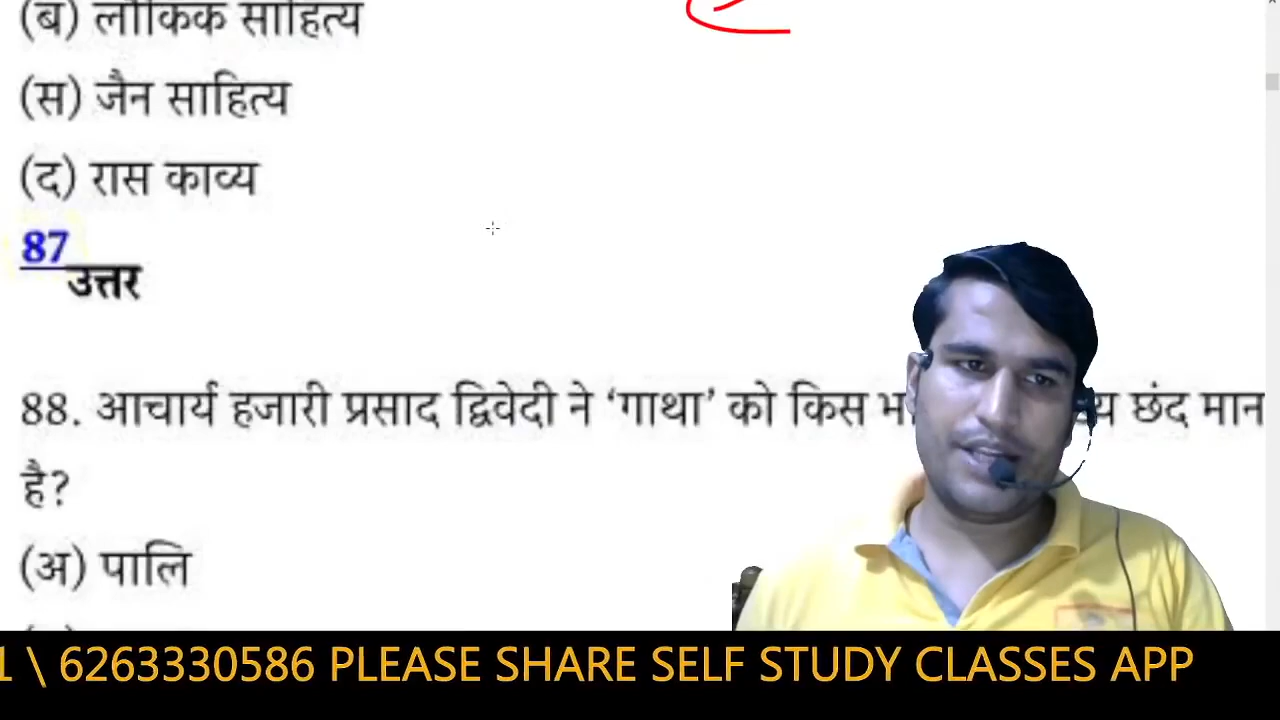 (ब) लौकिक साहित्य
(स) जैन साहित्य
(द) रास काव्य
87
उत्तर
88. आचार्य हजारी प्रसाद द्विवेदी ने ‘गाथा’ को किस छंद मान
है?
(अ) पालि
1 \ 6263330586 PLEASE SHARE SELF STUDY CLASSES APP